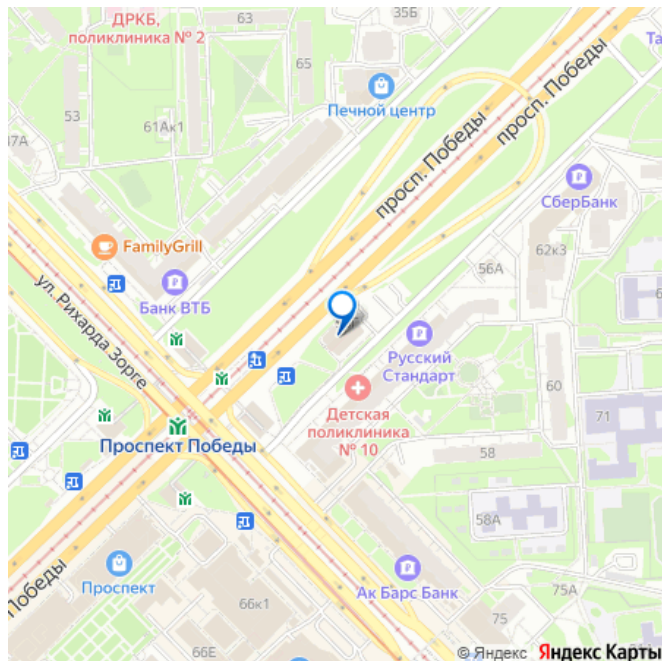 ДРКБ,
поликлиника № 2
63
35Б
65
53
61Ак1
Печной центр
просп. Победы
просп. Победы
СберБанк
FamilyGrill
Банк ВТБ
ул. Рихарда Зорге
56А
62к3
Русский
Стандарт
Детская
поликлиника
№ 10
60
71
58
58А
Проспект Победы
Проспект
Победы
66к1
66Е
Ак Барс Банк
75
75А
© Яндекс Яндекс Карты